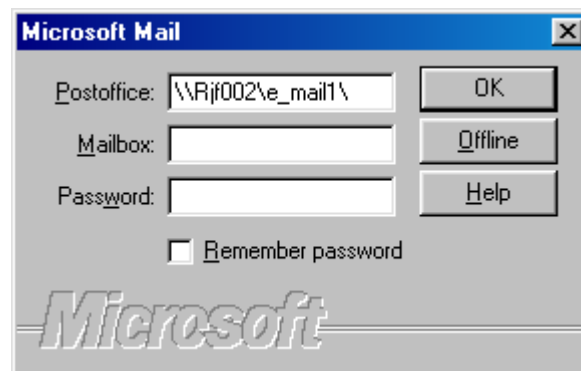 Microsoft Mail
Postoffice: \\Rjf002\e_mail1\ OK
Mailbox: Offline
Password: Help
Remember password
Microsoft